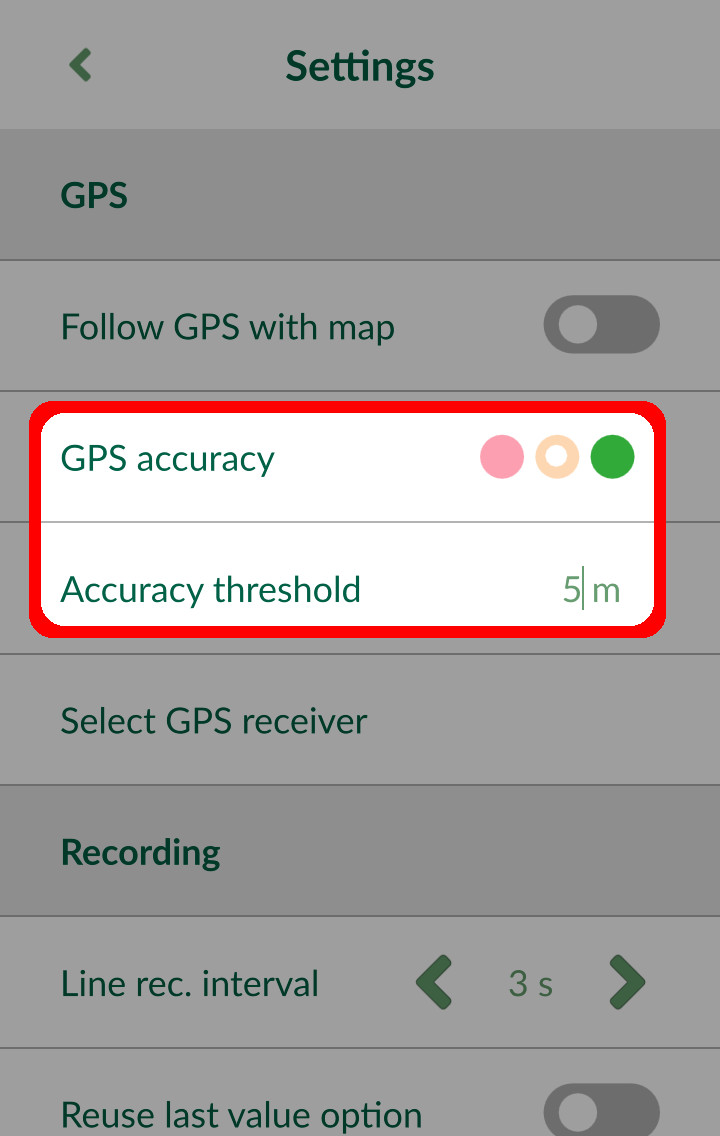 Settings
GPS
Follow GPS with map
GPS accuracy
Accuracy threshold 5 m
Select GPS receiver
Recording
Line rec. interval 3 s
Reuse last value option